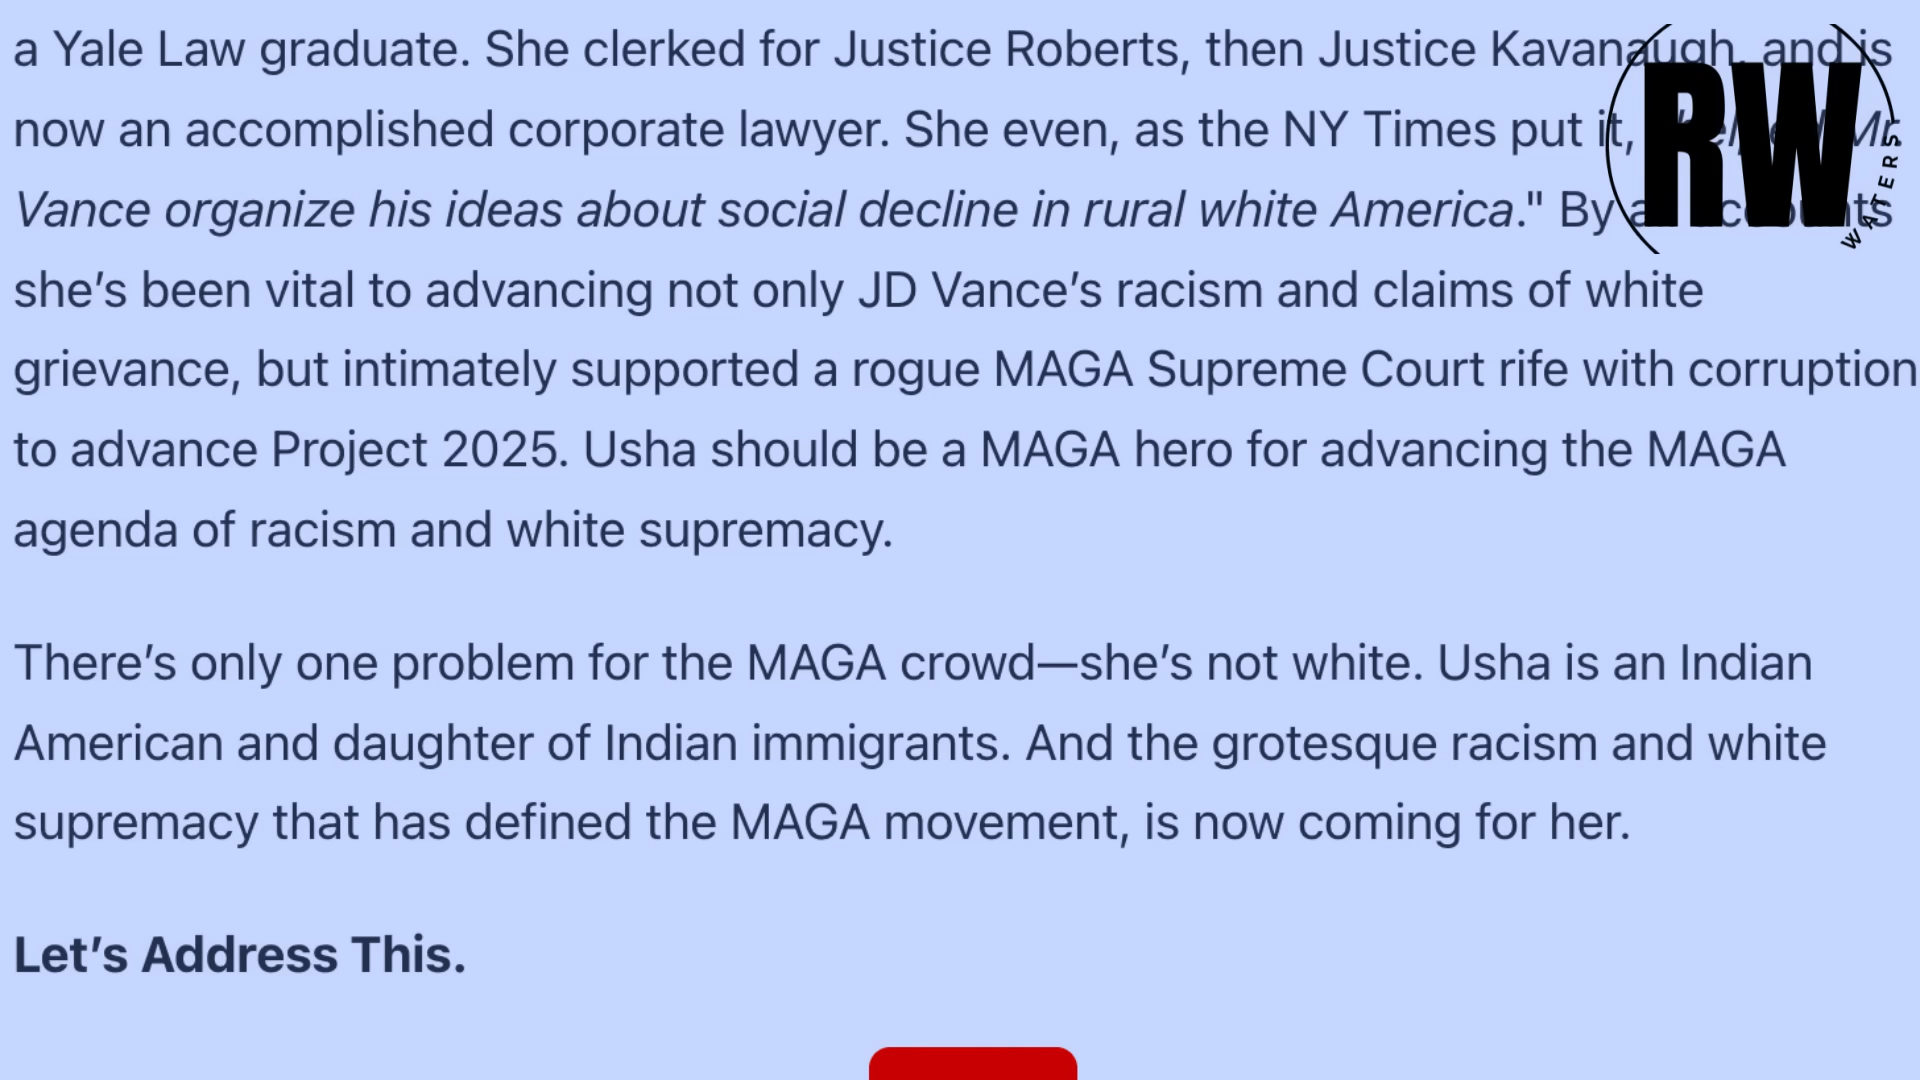 a Yale Law graduate. She clerked for Justice Roberts, then Justice Kavanaugh, and is
now an accomplished corporate lawyer. She even, as the NY Times put it, Mr.
Vance organize his ideas about social decline in rural white America." By
she’s been vital to advancing not only JD Vance’s racism and claims of white
grievance, but intimately supported a rogue MAGA Supreme Court rife with corruption
to advance Project 2025. Usha should be a MAGA hero for advancing the MAGA
agenda of racism and white supremacy.
There’s only one problem for the MAGA crowd—she’s not white. Usha is an Indian
American and daughter of Indian immigrants. And the grotesque racism and white
supremacy that has defined the MAGA movement, is now coming for her.
Let’s Address This.
RW
WATERS